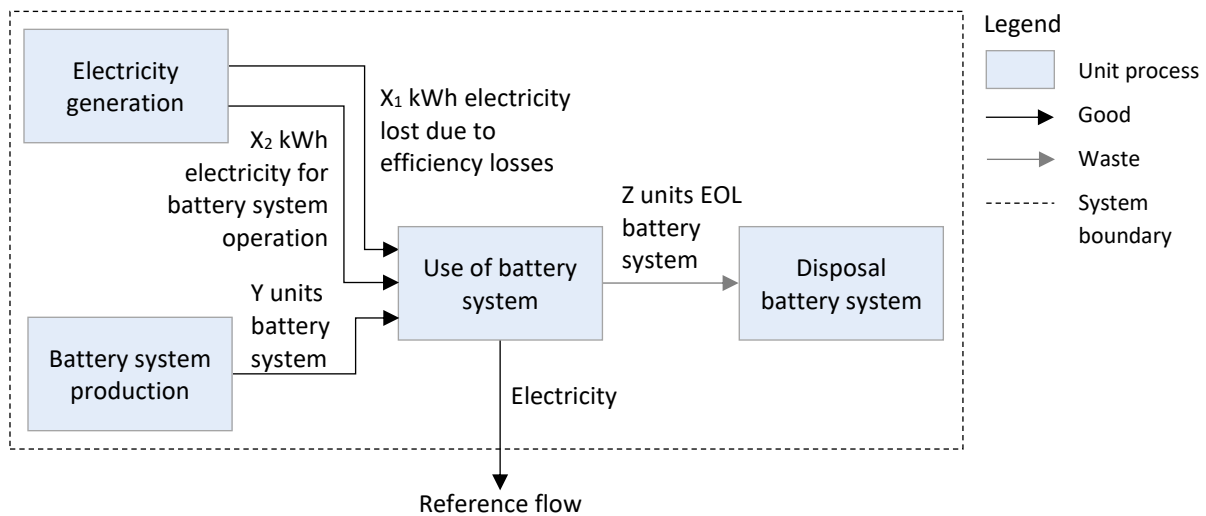 Electricity
generation
X₁ kWh electricity
lost due to
efficiency losses
X₂ kWh
electricity for
battery system
operation
Y units
battery
system
Battery system
production
Use of battery
system
Z units EOL
battery
system
Disposal
battery system
Electricity
Reference flow
Legend
Unit process
Good
Waste
System
boundary